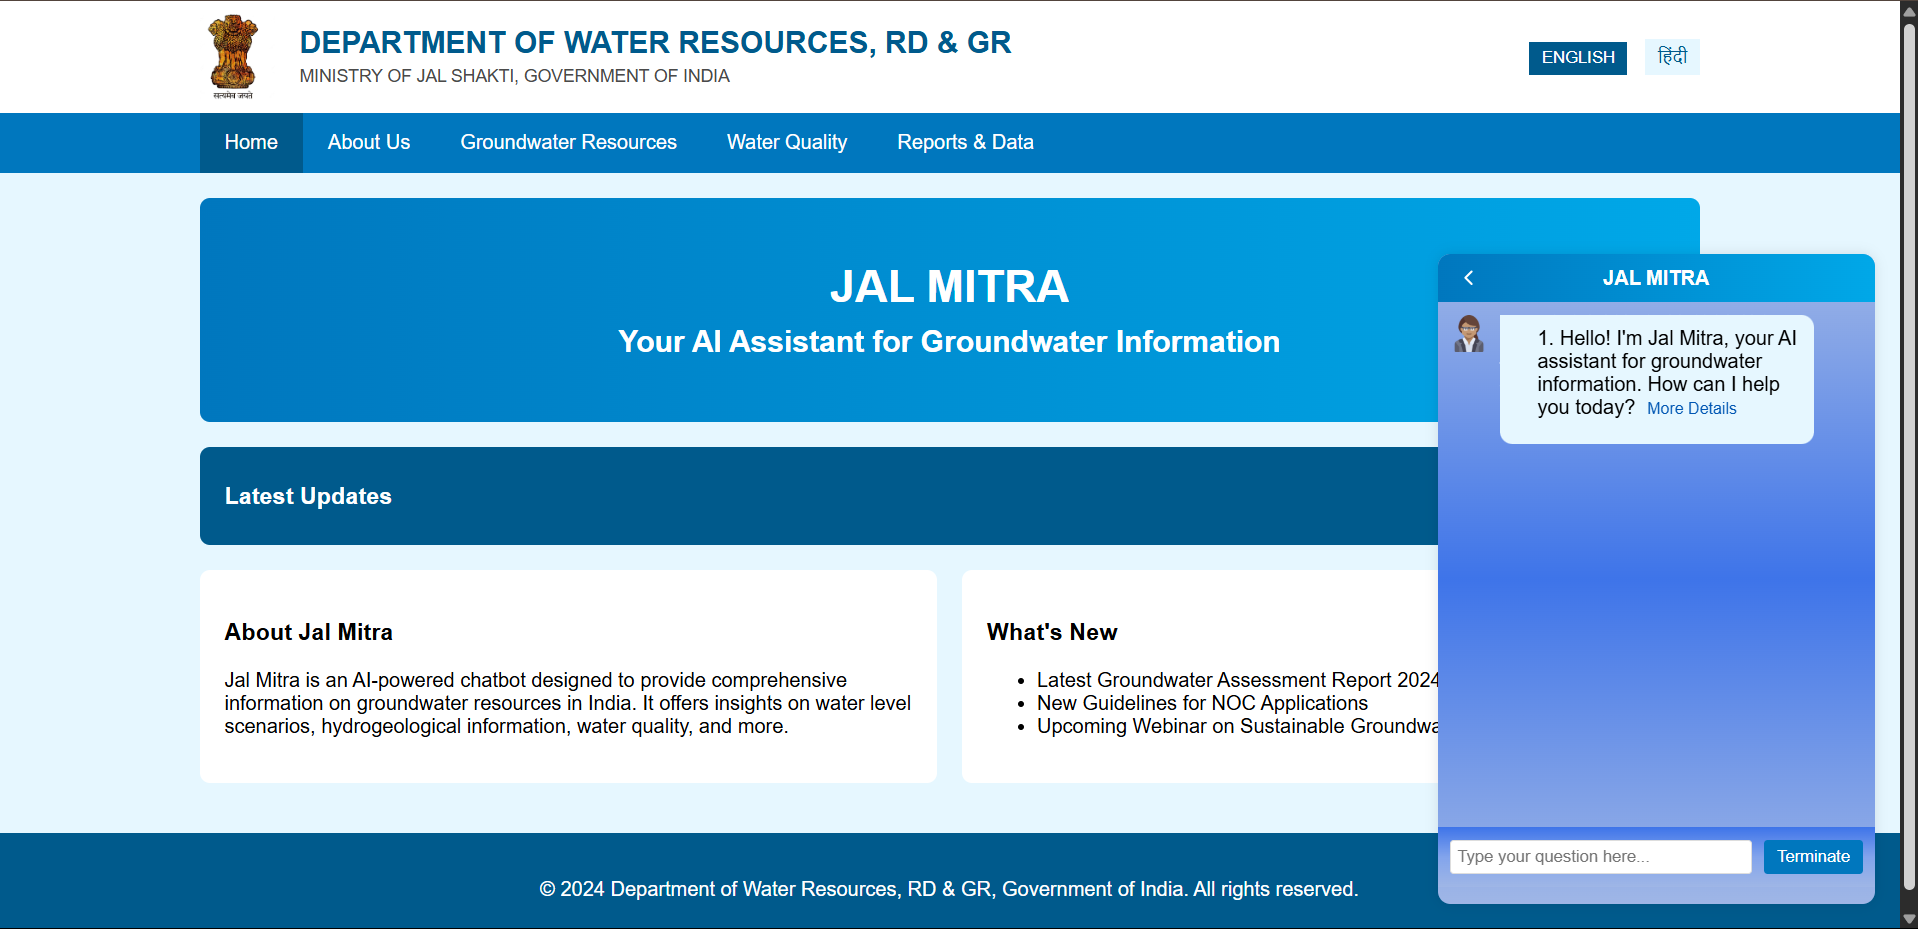 DEPARTMENT OF WATER RESOURCES, RD & GR
MINISTRY OF JAL SHAKTI, GOVERNMENT OF INDIA
सत्यमेव जयते
ENGLISH
हिंदी
Home
About Us
Groundwater Resources
Water Quality
Reports & Data
JAL MITRA
Your AI Assistant for Groundwater Information
Latest Updates
About Jal Mitra
Jal Mitra is an AI-powered chatbot designed to provide comprehensive
information on groundwater resources in India. It offers insights on water level
scenarios, hydrogeological information, water quality, and more.
What's New
• Latest Groundwater Assessment Report 2024
• New Guidelines for NOC Applications
• Upcoming Webinar on Sustainable Groundwa
JAL MITRA
1. Hello! I'm Jal Mitra, your AI
assistant for groundwater
information. How can I help
you today? More Details
Type your question here...
Terminate
© 2024 Department of Water Resources, RD & GR, Government of India. All rights reserved.